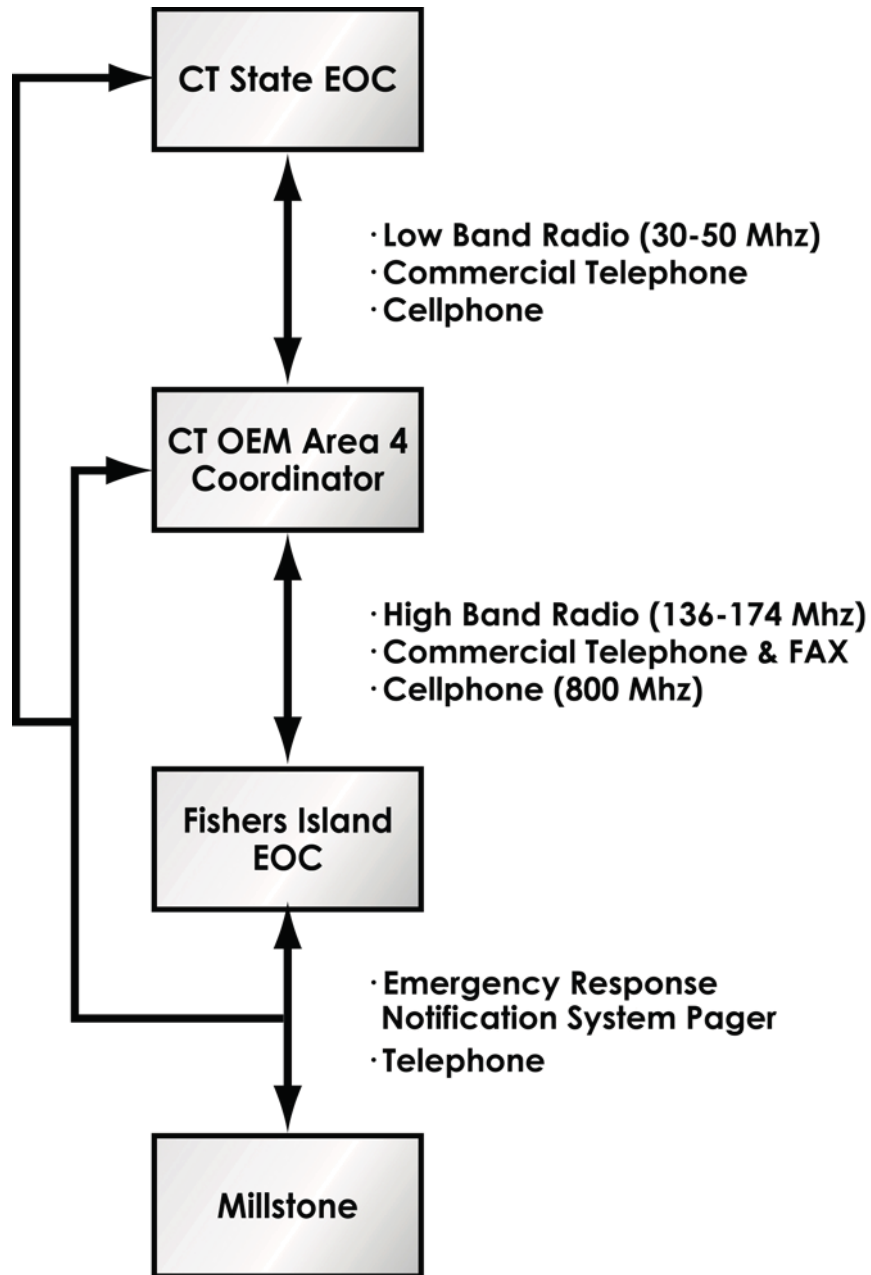 CT State EOC
· Low Band Radio (30-50 Mhz)
· Commercial Telephone
· Cellphone
CT OEM Area 4
Coordinator
· High Band Radio (136-174 Mhz)
· Commercial Telephone & FAX
· Cellphone (800 Mhz)
Fishers Island
EOC
· Emergency Response
Notification System Pager
· Telephone
Millstone